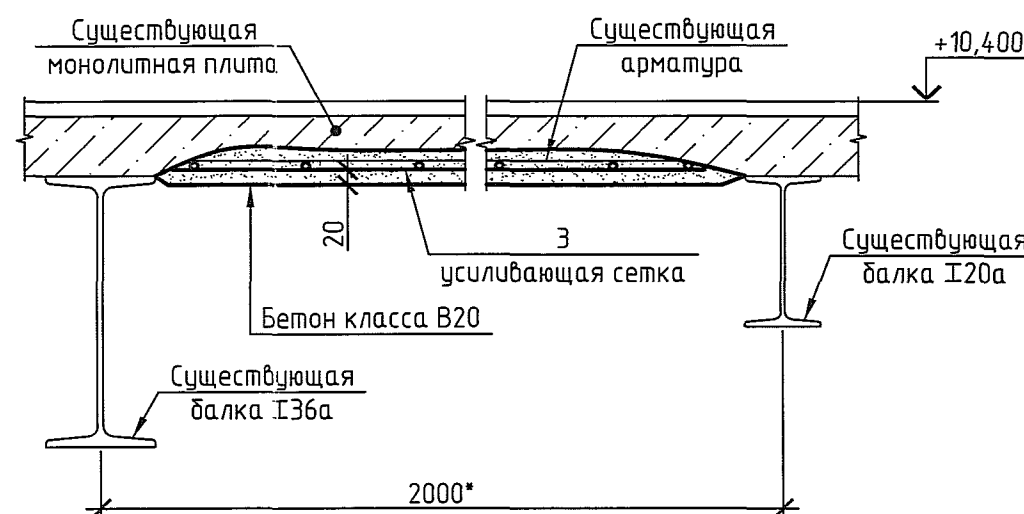 Существующая
монолитная плита
Существующая
арматура
+10,400
20
3
усиливающая сетка
Существующая
балка I20а
Бетон класса В20
Существующая
балка I36а
2000*